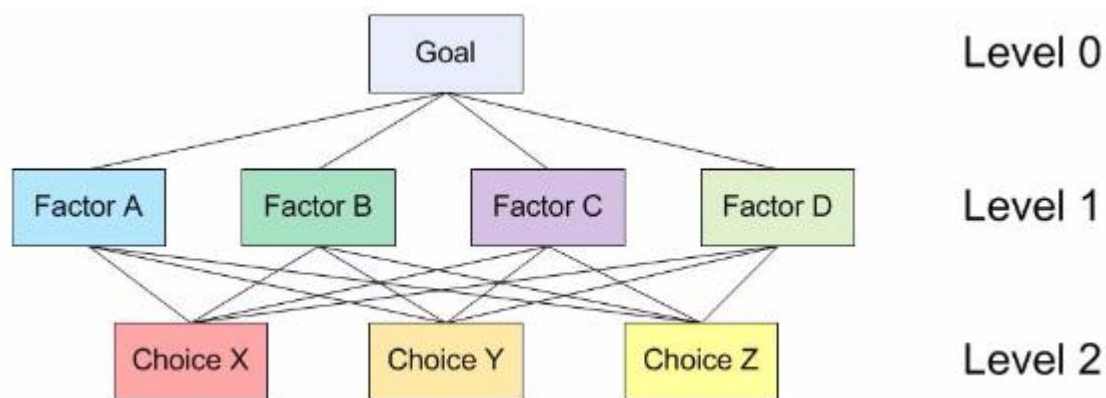 Goal
Level 0
Factor A
Factor B
Factor C
Factor D
Level 1
Choice X
Choice Y
Choice Z
Level 2